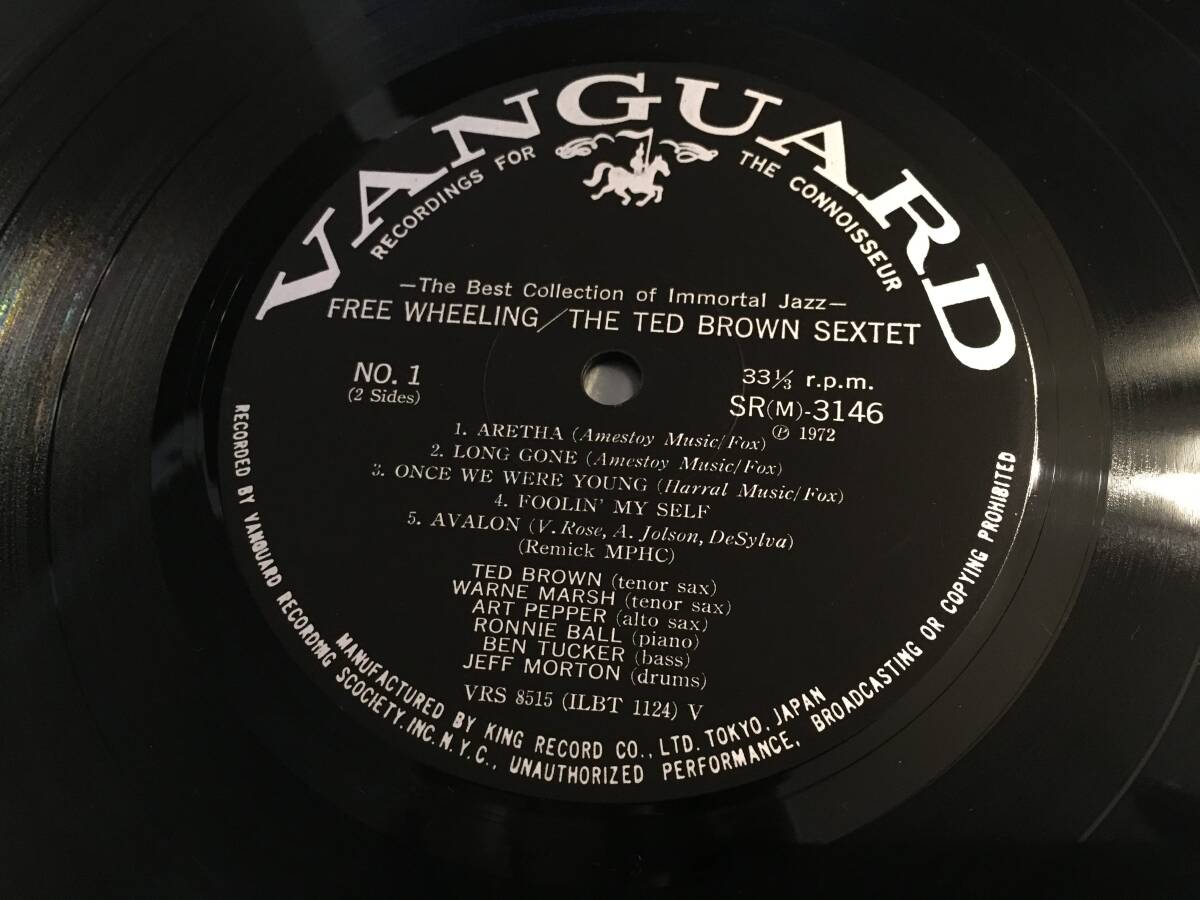 VANGUARD
RECORDINGS FOR THE CONNOISSEUR
—The Best Collection of Immortal Jazz—
FREE WHEELING/THE TED BROWN SEXTET
NO. 1
(2 Sides)
33⅓ r.p.m.
SR(M)-3146
Ⓟ 1972
1. ARETHA (Amestoy Music/Fox)
2. LONG GONE (Amestoy Music/Fox)
3. ONCE WE WERE YOUNG (Harral Music/Fox)
4. FOOLIN' MY SELF
5. AVALON (V. Rose, A. Jolson, DeSylva)
(Remick MPHC)
TED BROWN (tenor sax)
WARNE MARSH (tenor sax)
ART PEPPER (alto sax)
RONNIE BALL (piano)
BEN TUCKER (bass)
JEFF MORTON (drums)
VRS 8515 (ILBT 1124) V
MANUFACTURED BY KING RECORD CO., LTD. TOKYO, JAPAN
RECORDED BY VANGUARD RECORDING SCOCIETY, INC. N.Y.C., UNAUTHORIZED PERFORMANCE, BROADCASTING OR COPYING PROHIBITED